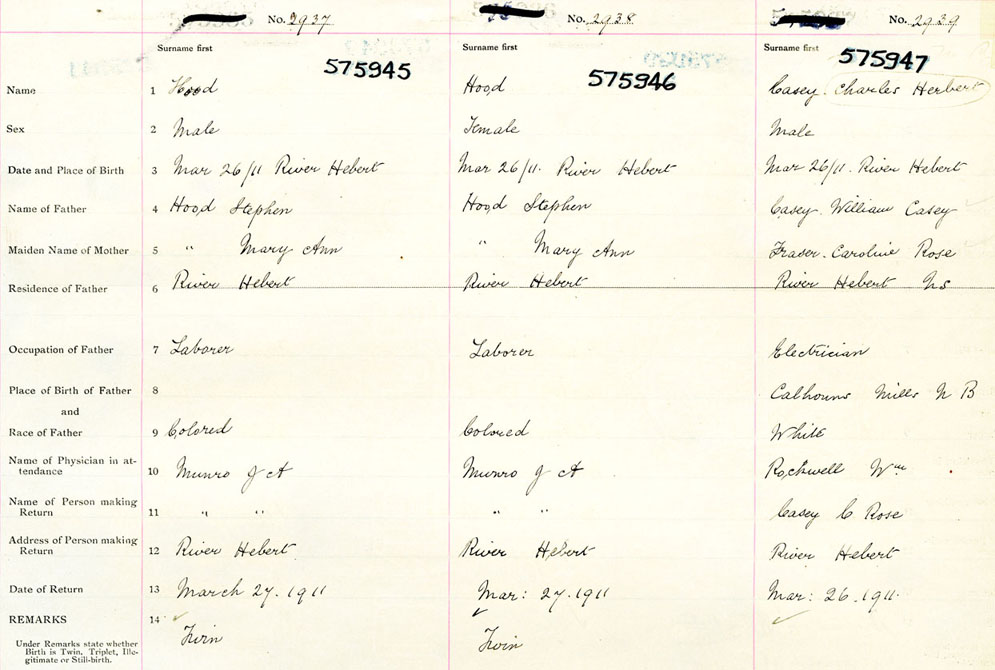 No. 2937 No. 2938 No. 2939
Surname first Surname first Surname first
575945 575946 575947
Name 1 Hood Hood Casey. Charles Herbert
Sex 2 Male Female Male
Date and Place of Birth 3 Mar 26/11 River Hebert Mar 26/11. River Hebert Mar 26/11. River Hebert
Name of Father 4 Hood Stephen Hood Stephen Casey. William Casey
Maiden Name of Mother 5 " Mary Ann " Mary Ann Fraser. Caroline Rose
Residence of Father 6 River Hebert River Hebert River Hebert Ns
Occupation of Father 7 Laborer Laborer Electrician
Place of Birth of Father 8 Calhouns Mills N B
and
Race of Father 9 Colored Colored White
Name of Physician in at-
tendance 10 Munro J A Munro J A Rockwell Wm
Name of Person making
Return 11 " " " " Casey C Rose
Address of Person making
Return 12 River Hebert River Hebert River Hebert
Date of Return 13 March 27. 1911 Mar: 27. 1911 Mar: 26. 1911.
REMARKS 14 ✓ ✓ ✓
Under Remarks state whether
Birth is Twin, Triplet, Ille-
gitimate or Still-birth.
Twin Twin